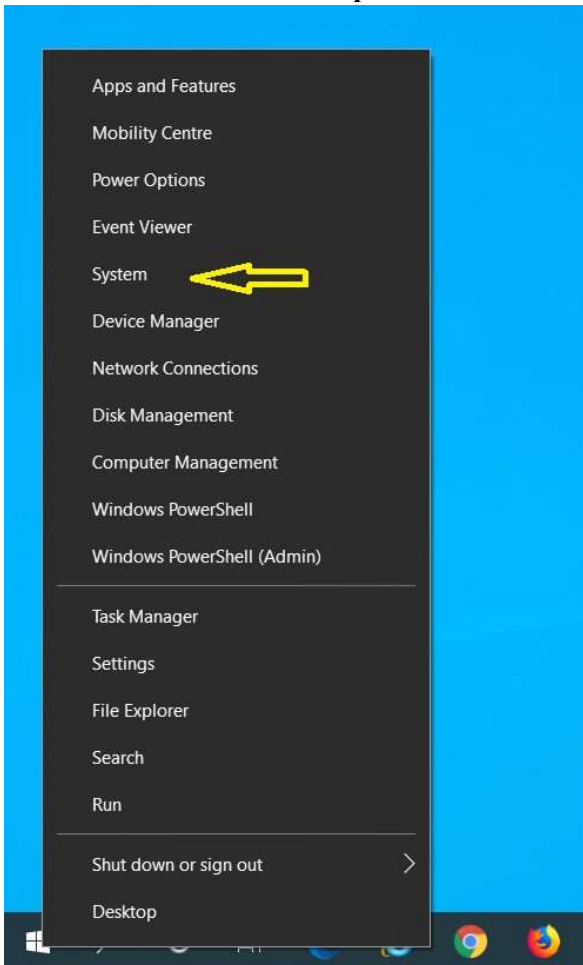 Apps and Features
Mobility Centre
Power Options
Event Viewer
System
Device Manager
Network Connections
Disk Management
Computer Management
Windows PowerShell
Windows PowerShell (Admin)
Task Manager
Settings
File Explorer
Search
Run
Shut down or sign out
Desktop